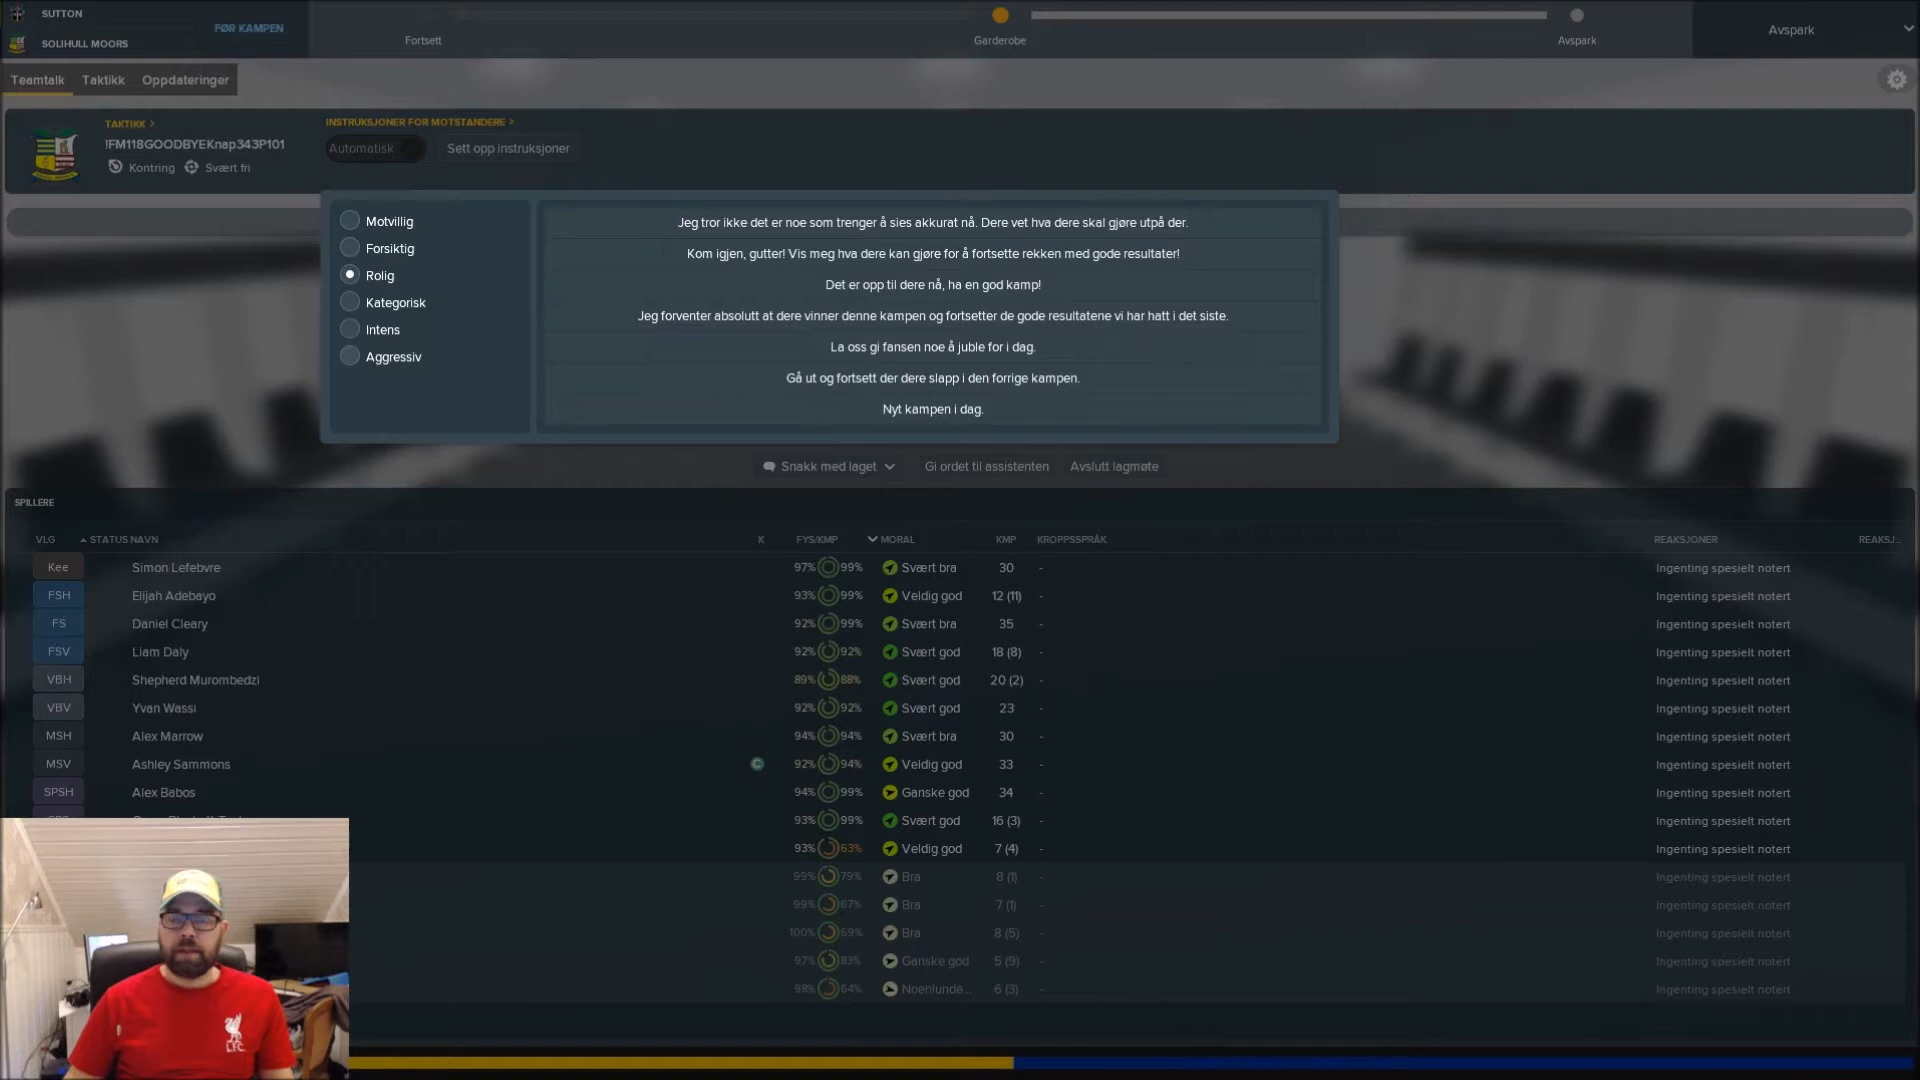 SUTTON
SOLIHULL MOORS
FØR KAMPEN
Fortsett
Garderobe
Avspark
Avspark
Teamtalk
Taktikk
Oppdateringer
TAKTIKK >
!FM118GOODBYEKnap343P101
Kontring
Svært fri
INSTRUKSJONER FOR MOTSTANDERE >
Automatisk
Sett opp instruksjoner
Motvillig
Forsiktig
Rolig
Kategorisk
Intens
Aggressiv
Jeg tror ikke det er noe som trenger å sies akkurat nå. Dere vet hva dere skal gjøre utpå der.
Kom igjen, gutter! Vis meg hva dere kan gjøre for å fortsette rekken med gode resultater!
Det er opp til dere nå, ha en god kamp!
Jeg forventer absolutt at dere vinner denne kampen og fortsetter de gode resultatene vi har hatt i det siste.
La oss gi fansen noe å juble for i dag.
Gå ut og fortsett der dere slapp i den forrige kampen.
Nyt kampen i dag.
Snakk med laget
Gi ordet til assistenten
Avslutt lagmøte
SPILLERE
VLG STATUS NAVN K FYS/KMP MORAL KMP KROPPSSPRÅK REAKSJONER REAKSJ...
Kee Simon Lefebvre 97% 99% Svært bra 30 - Ingenting spesielt notert
FSH Elijah Adebayo 93% 99% Veldig god 12 (11) - Ingenting spesielt notert
FS Daniel Cleary 92% 99% Svært bra 35 - Ingenting spesielt notert
FSV Liam Daly 92% 92% Svært god 18 (8) - Ingenting spesielt notert
VBH Shepherd Murombedzi 89% 88% Svært god 20 (2) - Ingenting spesielt notert
VBV Yvan Wassi 92% 92% Svært god 23 - Ingenting spesielt notert
MSH Alex Marrow 94% 94% Svært bra 30 - Ingenting spesielt notert
MSV Ashley Sammons C 92% 94% Veldig god 33 - Ingenting spesielt notert
SPSH Alex Babos 94% 99% Ganske god 34 - Ingenting spesielt notert
93% 99% Svært god 16 (3) - Ingenting spesielt notert
93% 63% Veldig god 7 (4) - Ingenting spesielt notert
99% 79% Bra 8 (1) - Ingenting spesielt notert
99% 67% Bra 7 (1) - Ingenting spesielt notert
100% 69% Bra 8 (5) - Ingenting spesielt notert
97% 83% Ganske god 5 (9) - Ingenting spesielt notert
98% 64% Noenlunde... 6 (3) - Ingenting spesielt notert
L.F.C.